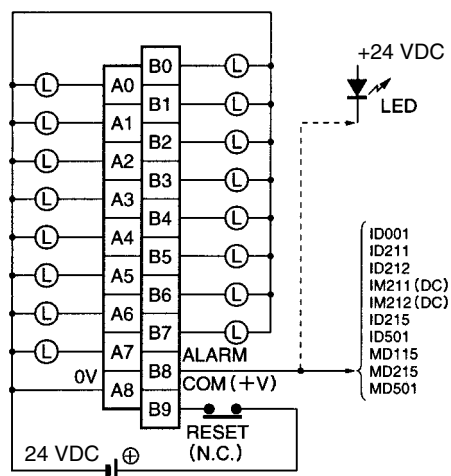 +24 VDC
LED
B0
L
A0
L
B1
L
A1
L
B2
L
A2
L
B3
L
A3
L
B4
L
A4
L
B5
L
A5
L
B6
L
A6
L
B7
L
A7
L
ALARM
0V
B8
COM (+V)
A8
B9
RESET
(N.C.)
24 VDC
⊕
ID001
ID211
ID212
IM211 (DC)
IM212 (DC)
ID215
ID501
MD115
MD215
MD501